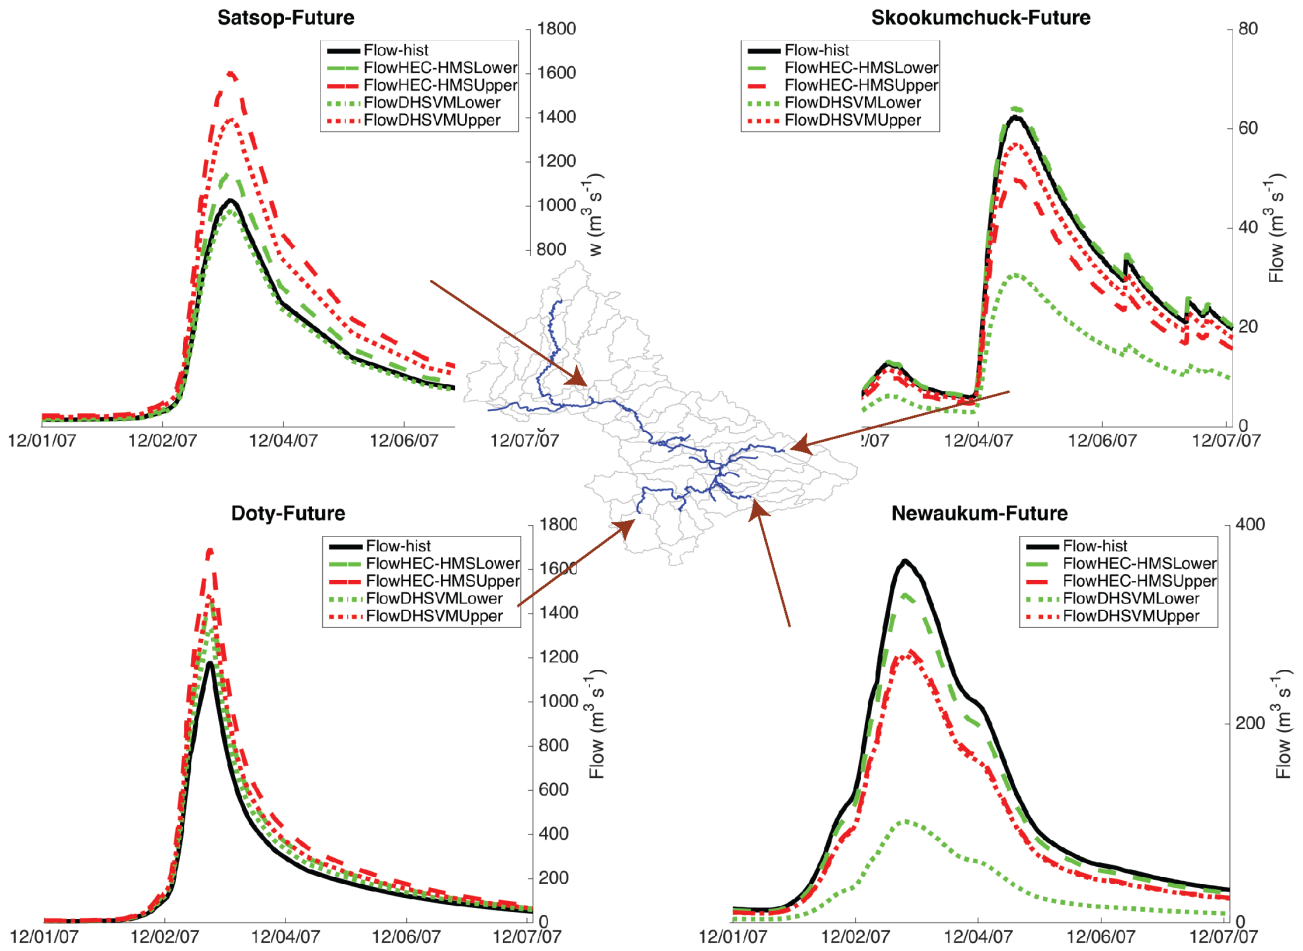 Satsop-Future
1800
1600
1400
1200
1000
800
w (m³ s⁻¹)
Flow-hist
FlowHEC-HMSLower
FlowHEC-HMSUpper
FlowDHSVMLower
FlowDHSVMUpper
12/01/07
12/02/07
12/04/07
12/06/07
12/07/07
Skookumchuck-Future
80
60
40
20
0
Flow (m³ s⁻¹)
Flow-hist
FlowHEC-HMSLower
FlowHEC-HMSUpper
FlowDHSVMLower
FlowDHSVMUpper
/07/07
12/04/07
12/06/07
12/07/07
Doty-Future
1800
1600
1400
1200
1000
800
600
400
200
0
Flow (m³ s⁻¹)
Flow-hist
FlowHEC-HMSLower
FlowHEC-HMSUpper
FlowDHSVMLower
FlowDHSVMUpper
12/01/07
12/02/07
12/04/07
12/06/07
12/07/07
Newaukum-Future
400
200
0
Flow (m³ s⁻¹)
Flow-hist
FlowHEC-HMSLower
FlowHEC-HMSUpper
FlowDHSVMLower
FlowDHSVMUpper
12/01/07
12/02/07
12/04/07
12/06/07
12/07/07